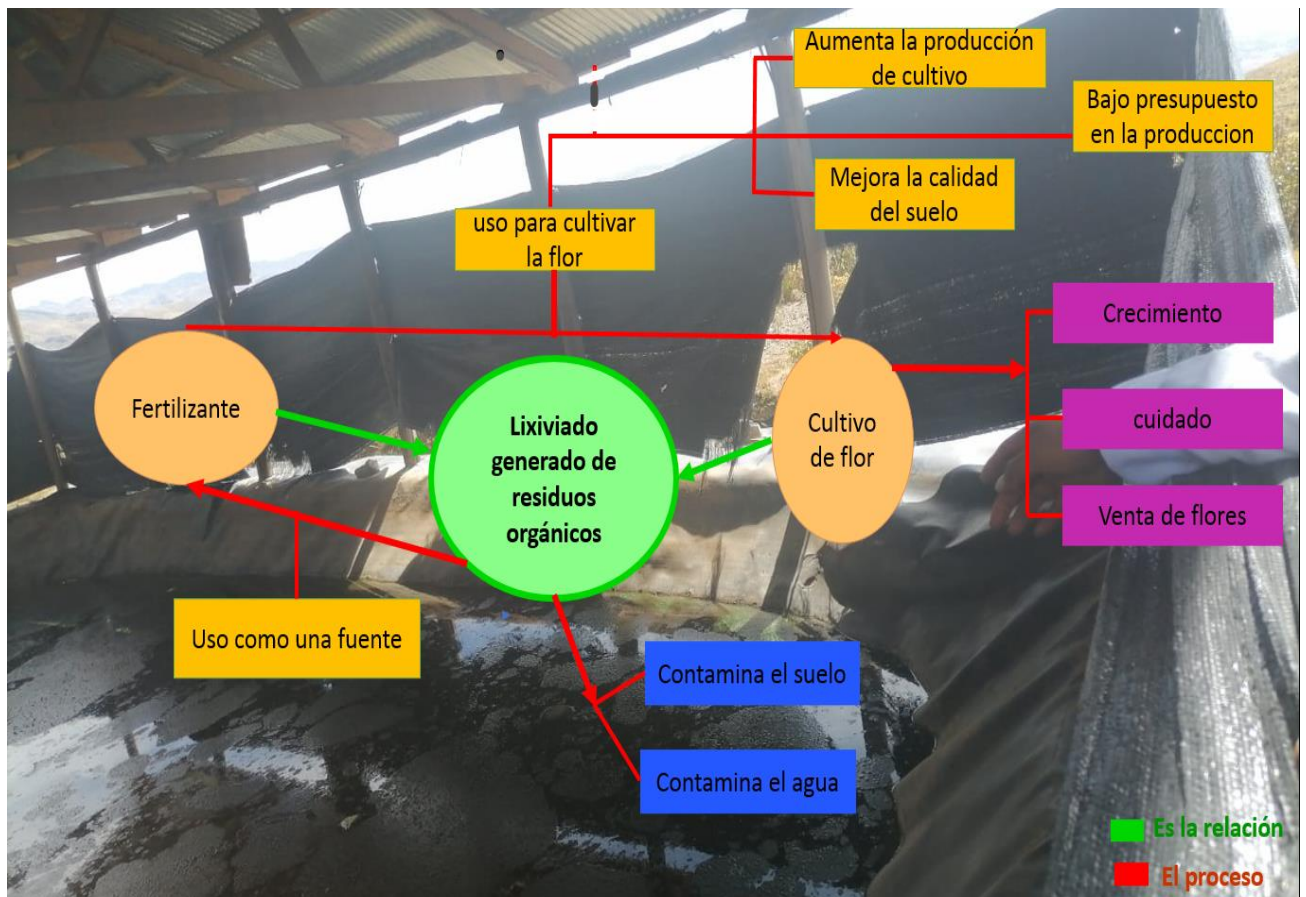 Aumenta la producción
de cultivo
Bajo presupuesto
en la produccion
Mejora la calidad
del suelo
uso para cultivar
la flor
Crecimiento
Fertilizante
Lixiviado
generado de
residuos
orgánicos
Cultivo
de flor
cuidado
Venta de flores
Uso como una fuente
Contamina el suelo
Contamina el agua
Es la relación
El proceso